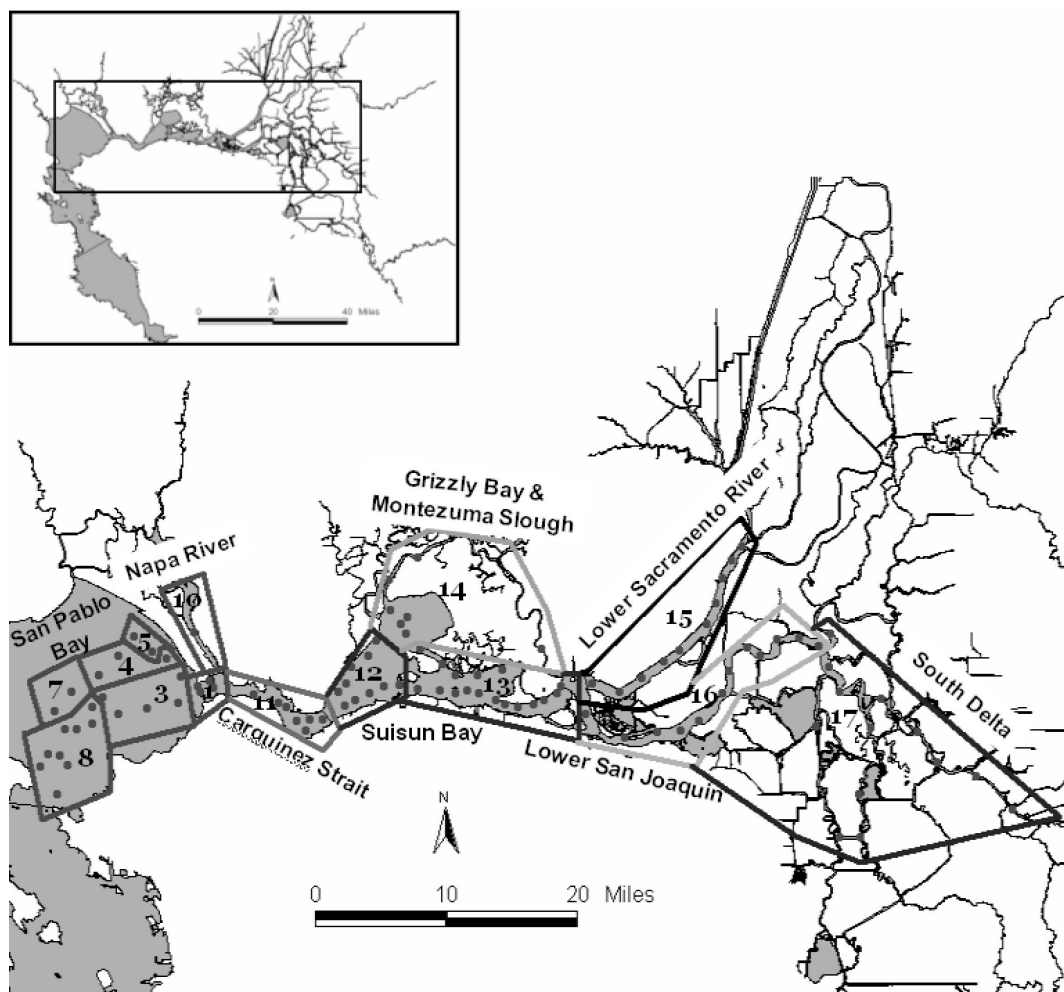 N
0 20 40 Miles
Grizzly Bay &
Montezuma Slough
Lower Sacramento River
Napa River
San Pablo
Bay
10
14
15
5
4
7
3
1
8
11
12
13
16
17
Carquinez Strait
Suisun Bay
Lower San Joaquin
South Delta
N
0 10 20 Miles